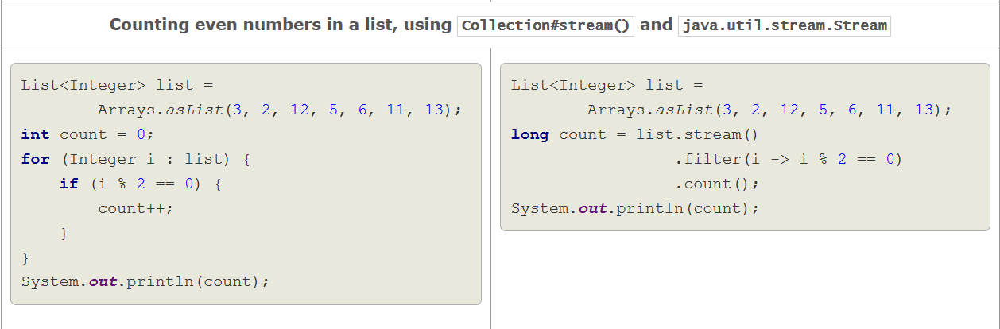 Counting even numbers in a list, using Collection#stream() and java.util.stream.Stream
List<Integer> list =
        Arrays.asList(3, 2, 12, 5, 6, 11, 13);
int count = 0;
for (Integer i : list) {
    if (i % 2 == 0) {
        count++;
    }
}
System.out.println(count);
List<Integer> list =
        Arrays.asList(3, 2, 12, 5, 6, 11, 13);
long count = list.stream()
                 .filter(i -> i % 2 == 0)
                 .count();
System.out.println(count);